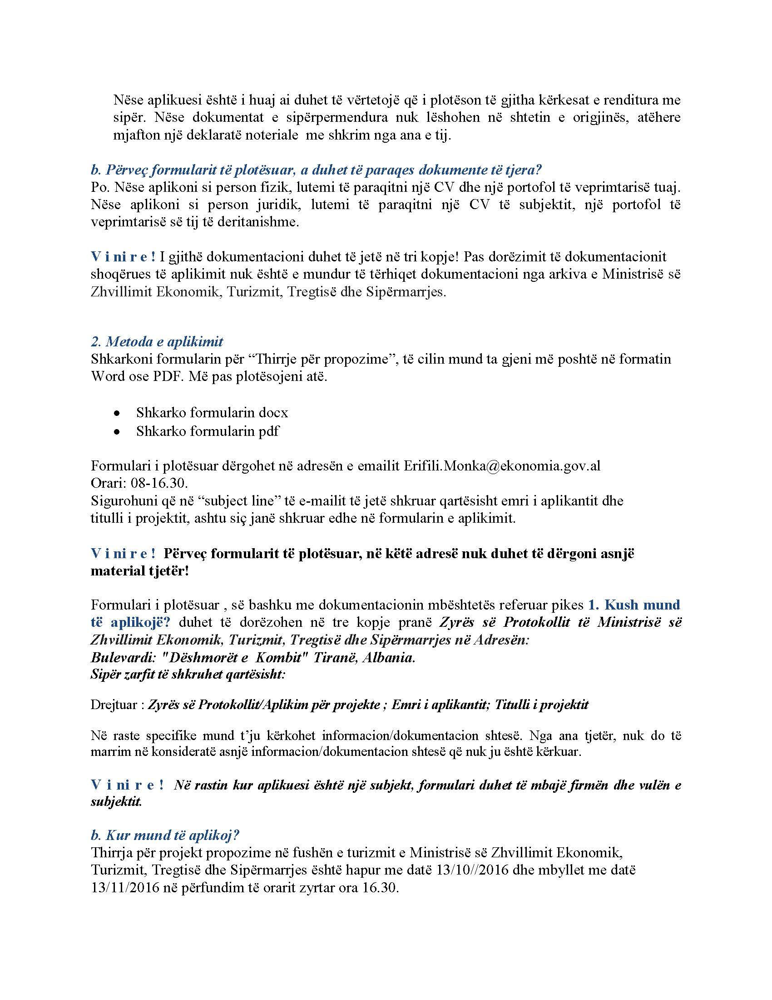 Nëse aplikuesi është i huaj ai duhet të vërtetojë që i plotëson të gjitha kërkesat e renditura me
sipër. Nëse dokumentat e sipërpermendura nuk lëshohen në shtetin e origjinës, atëhere
mjafton një deklaratë noteriale me shkrim nga ana e tij.
b. Përveç formularit të plotësuar, a duhet të paraqes dokumente të tjera?
Po. Nëse aplikoni si person fizik, lutemi të paraqitni një CV dhe një portofol të veprimtarisë tuaj.
Nëse aplikoni si person juridik, lutemi të paraqitni një CV të subjektit, një portofol të
veprimtarisë së tij të deritanishme.
V i ni r e ! I gjithë dokumentacioni duhet të jetë në tri kopje! Pas dorëzimit të dokumentacionit
shoqërues të aplikimit nuk është e mundur të tërhiqet dokumentacioni nga arkiva e Ministrisë së
Zhvillimit Ekonomik, Turizmit, Tregtisë dhe Sipërmarrjes.
2. Metoda e aplikimit
Shkarkoni formularin për “Thirrje për propozime”, të cilin mund ta gjeni më poshtë në formatin
Word ose PDF. Më pas plotësojeni atë.
• Shkarko formularin docx
• Shkarko formularin pdf
Formulari i plotësuar dërgohet në adresën e emailit Erifili.Monka@ekonomia.gov.al
Orari: 08-16.30.
Sigurohuni që në “subject line” të e-mailit të jetë shkruar qartësisht emri i aplikantit dhe
titulli i projektit, ashtu siç janë shkruar edhe në formularin e aplikimit.
V i ni r e ! Përveç formularit të plotësuar, në këtë adresë nuk duhet të dërgoni asnjë
material tjetër!
Formulari i plotësuar , së bashku me dokumentacionin mbështetës referuar pikes 1. Kush mund
të aplikojë? duhet të dorëzohen në tre kopje pranë Zyrës së Protokollit të Ministrisë së
Zhvillimit Ekonomik, Turizmit, Tregtisë dhe Sipërmarrjes në Adresën:
Bulevardi: "Dëshmorët e Kombit" Tiranë, Albania.
Sipër zarfit të shkruhet qartësisht:
Drejtuar : Zyrës së Protokollit/Aplikim për projekte ; Emri i aplikantit; Titulli i projektit
Në raste specifike mund t’ju kërkohet informacion/dokumentacion shtesë. Nga ana tjetër, nuk do të
marrim në konsideratë asnjë informacion/dokumentacion shtesë që nuk ju është kërkuar.
V i ni r e ! Në rastin kur aplikuesi është një subjekt, formulari duhet të mbajë firmën dhe vulën e
subjektit.
b. Kur mund të aplikoj?
Thirrja për projekt propozime në fushën e turizmit e Ministrisë së Zhvillimit Ekonomik,
Turizmit, Tregtisë dhe Sipërmarrjes është hapur me datë 13/10//2016 dhe mbyllet me datë
13/11/2016 në përfundim të orarit zyrtar ora 16.30.